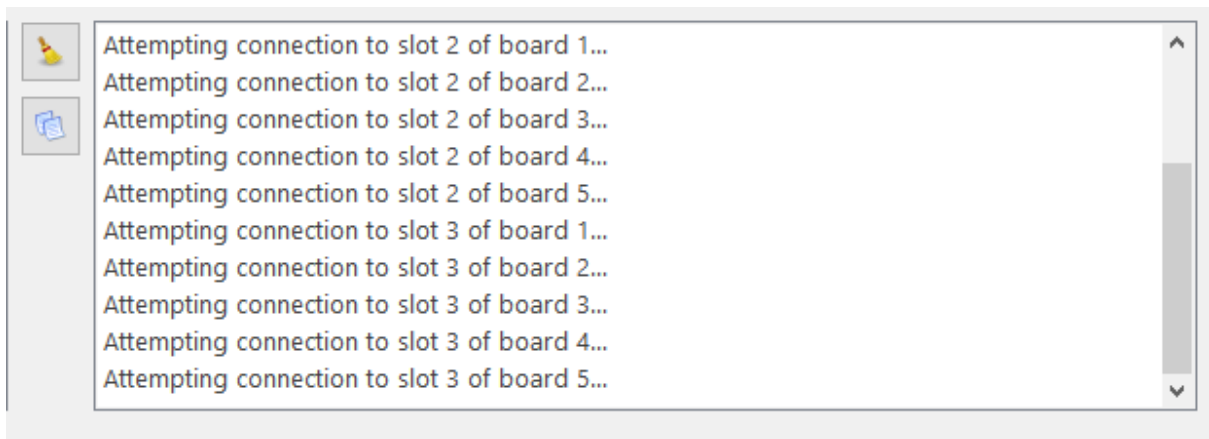 Attempting connection to slot 2 of board 1...
Attempting connection to slot 2 of board 2...
Attempting connection to slot 2 of board 3...
Attempting connection to slot 2 of board 4...
Attempting connection to slot 2 of board 5...
Attempting connection to slot 3 of board 1...
Attempting connection to slot 3 of board 2...
Attempting connection to slot 3 of board 3...
Attempting connection to slot 3 of board 4...
Attempting connection to slot 3 of board 5...